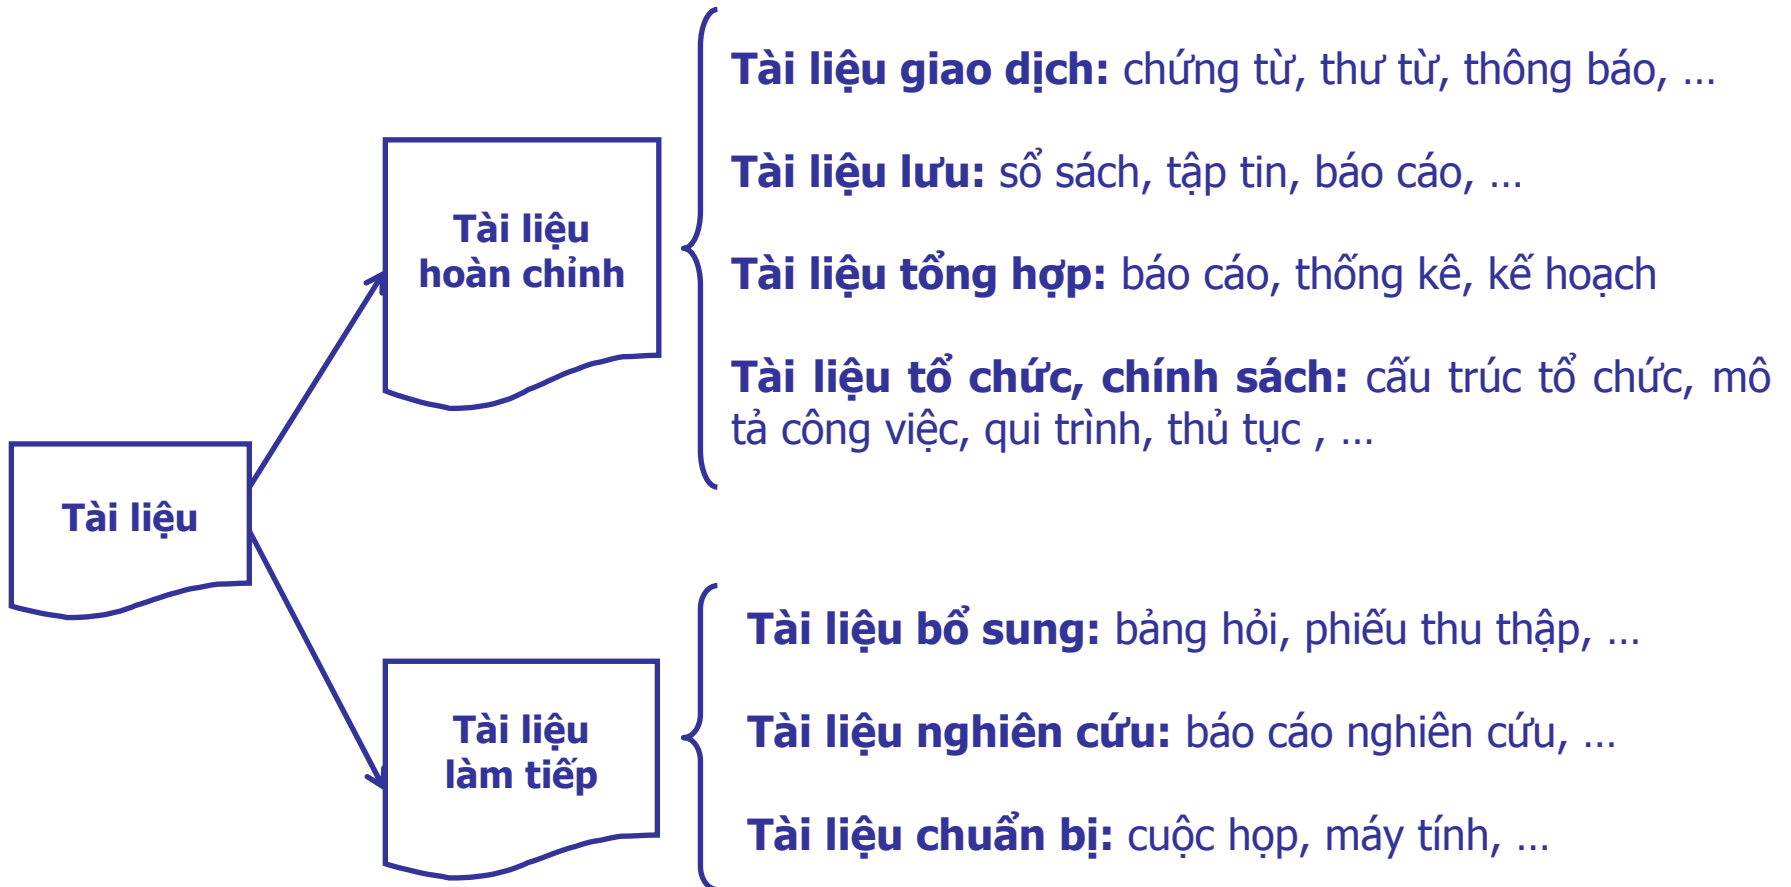 Tài liệu giao dịch: chứng từ, thư từ, thông báo, ...
Tài liệu lưu: sổ sách, tập tin, báo cáo, ...
Tài liệu
hoàn chỉnh
Tài liệu tổng hợp: báo cáo, thống kê, kế hoạch
Tài liệu tổ chức, chính sách: cấu trúc tổ chức, mô
tả công việc, qui trình, thủ tục , ...
Tài liệu
Tài liệu bổ sung: bảng hỏi, phiếu thu thập, ...
Tài liệu
làm tiếp
Tài liệu nghiên cứu: báo cáo nghiên cứu, ...
Tài liệu chuẩn bị: cuộc họp, máy tính, ...